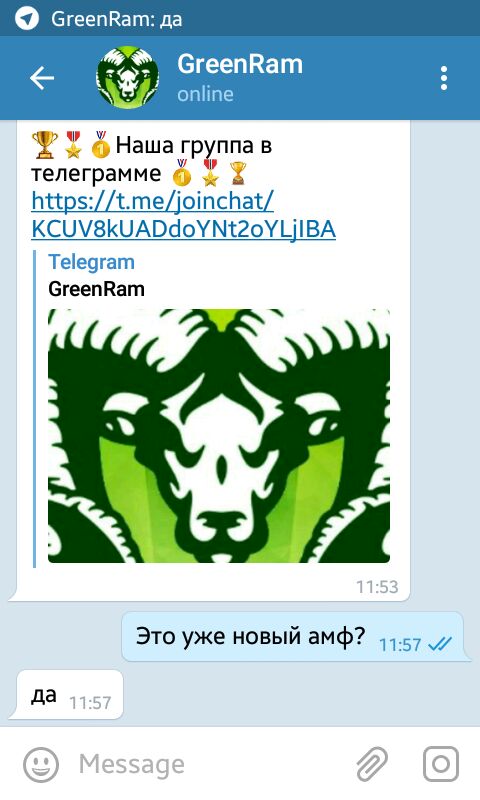 GreenRam: да
GreenRam
online
🏆🎖🏅Наша группа в
телеграмме 🏅🎖🏆
https://t.me/joinchat/
KCUV8kUADdoYNt2oYLjIBA
Telegram
GreenRam
11:53
Это уже новый амф? 11:57
да 11:57
Message